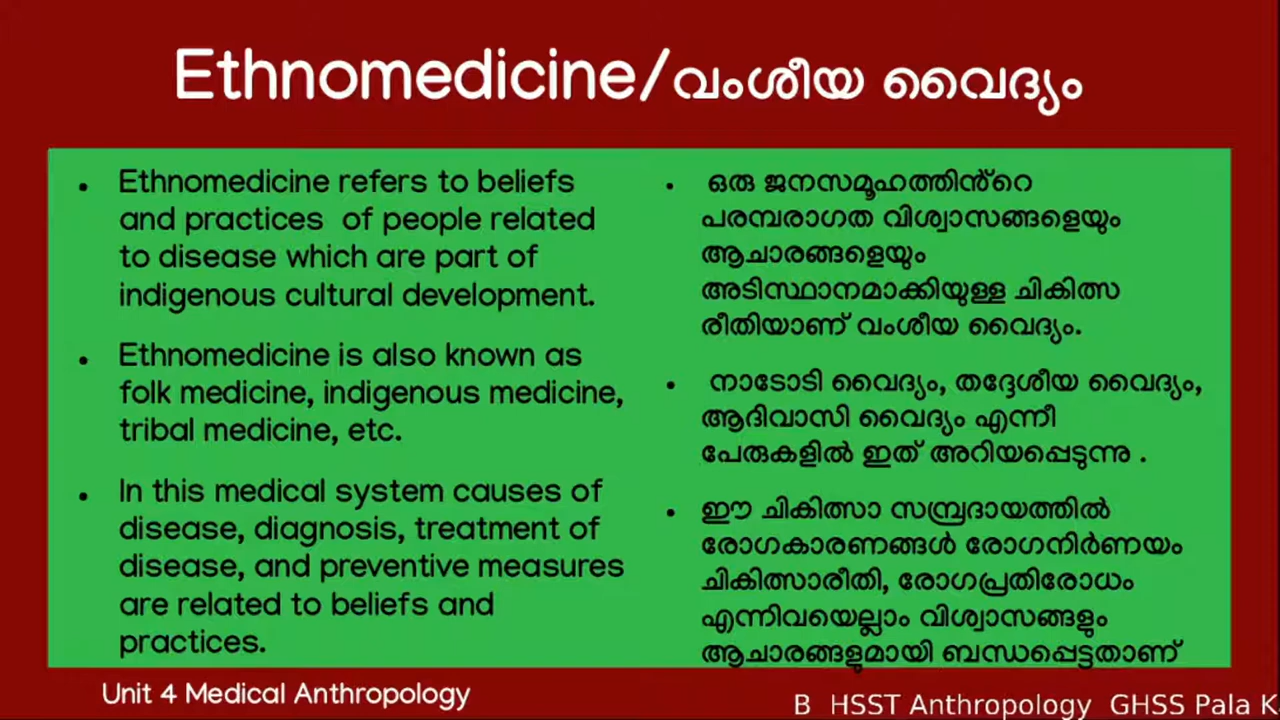 Ethnomedicine/വംശീയ വൈദ്യം
• Ethnomedicine refers to beliefs
and practices of people related
to disease which are part of
indigenous cultural development.
• Ethnomedicine is also known as
folk medicine, indigenous medicine,
tribal medicine, etc.
• In this medical system causes of
disease, diagnosis, treatment of
disease, and preventive measures
are related to beliefs and
practices.
• ഒരു ജനസമൂഹത്തിൻ്റെ
പരമ്പരാഗത വിശ്വാസങ്ങളെയും
ആചാരങ്ങളെയും
അടിസ്ഥാനമാക്കിയുള്ള ചികിത്സ
രീതിയാണ് വംശീയ വൈദ്യം.
• നാടോടി വൈദ്യം, തദ്ദേശീയ വൈദ്യം,
ആദിവാസി വൈദ്യം എന്നീ
പേരുകളിൽ ഇത് അറിയപ്പെടുന്നു .
• ഈ ചികിത്സാ സമ്പ്രദായത്തിൽ
രോഗകാരണങ്ങൾ രോഗനിർണയം
ചികിത്സാരീതി, രോഗപ്രതിരോധം
എന്നിവയെല്ലാം വിശ്വാസങ്ങളും
ആചാരങ്ങളുമായി ബന്ധപ്പെട്ടതാണ്
Unit 4 Medical Anthropology
B HSST Anthropology GHSS Pala K